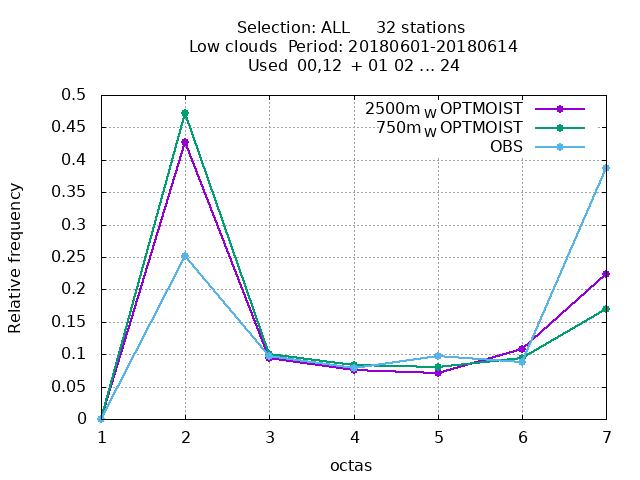 Selection: ALL 32 stations
Low clouds Period: 20180601-20180614
Used 00,12 + 01 02 ... 24
2500m W OPTMOIST
750m W OPTMOIST
OBS
Relative frequency
0.5
0.45
0.4
0.35
0.3
0.25
0.2
0.15
0.1
0.05
0
1 2 3 4 5 6 7
octas